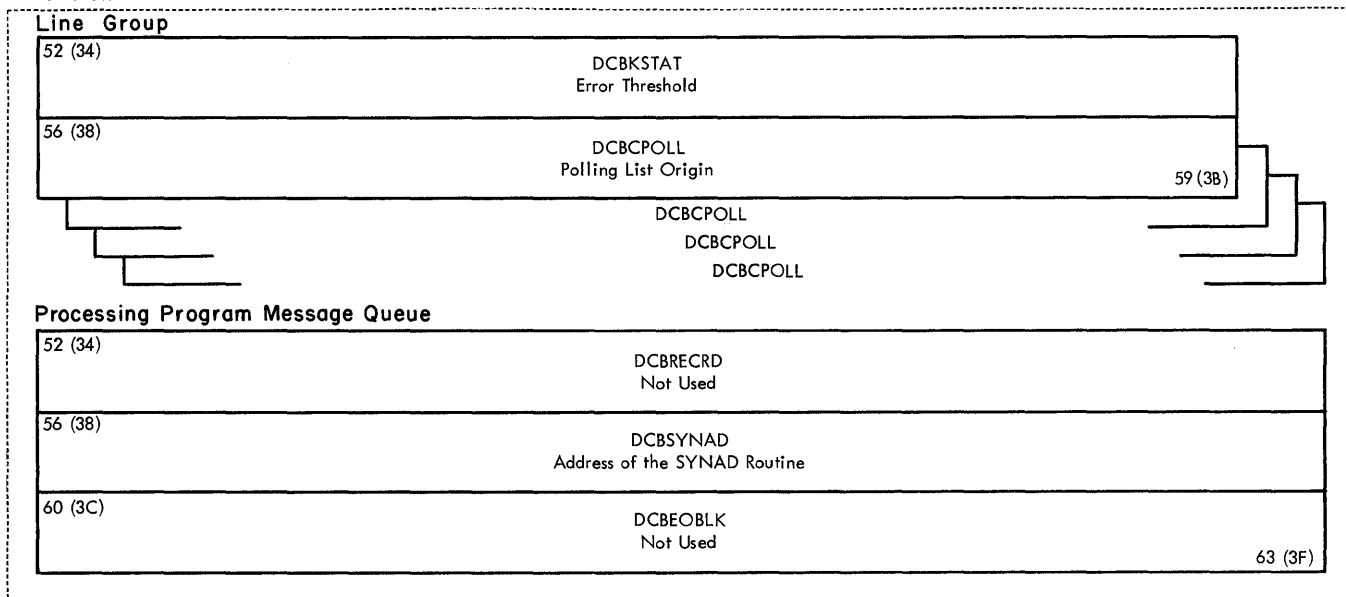 Line Group
52 (34)
DCBKSTAT
Error Threshold
56 (38)
DCBCPOLL
Polling List Origin
59 (3B)
DCBCPOLL
DCBCPOLL
DCBCPOLL
Processing Program Message Queue
52 (34)
DCBRECRD
Not Used
56 (38)
DCBSYNAD
Address of the SYNAD Routine
60 (3C)
DCBEOBLK
Not Used
63 (3F)